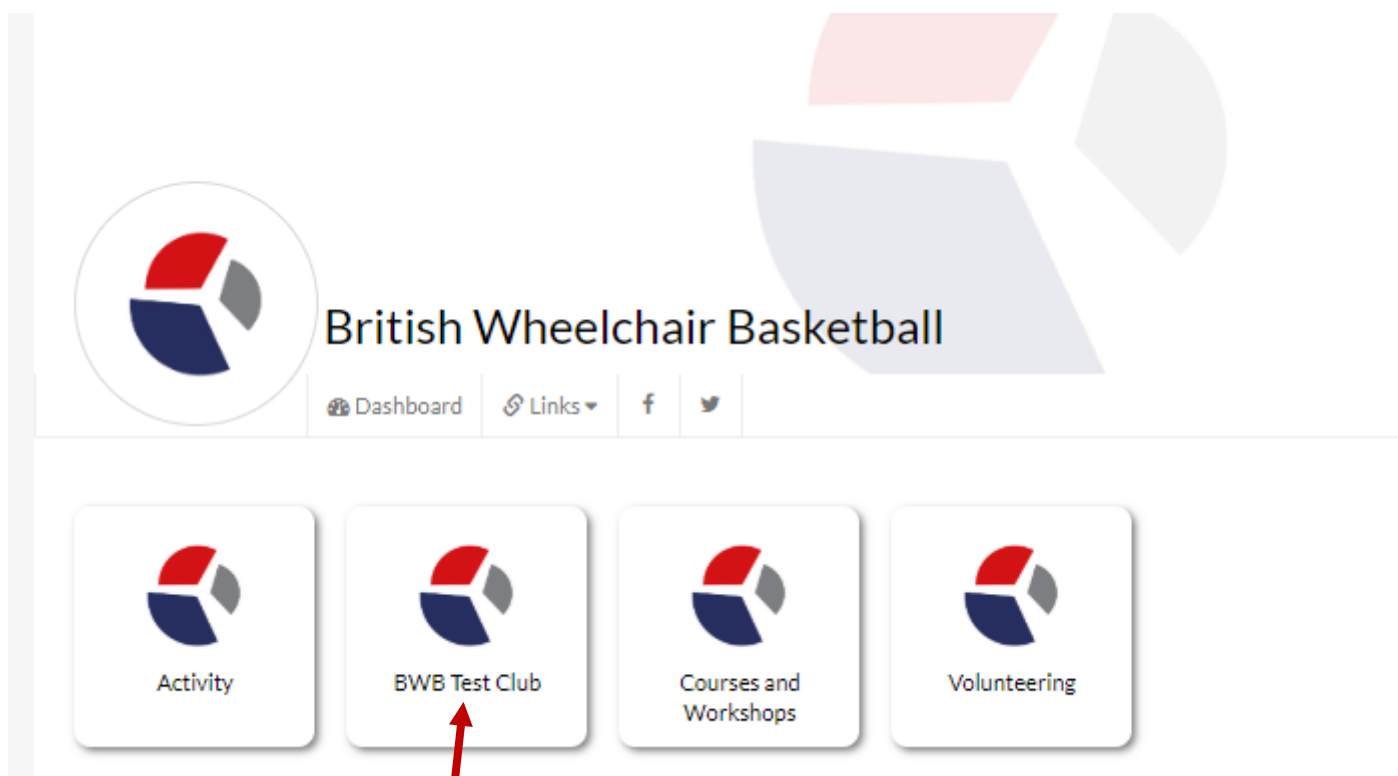 British Wheelchair Basketball
Dashboard Links
Activity
BWB Test Club
Courses and
Workshops
Volunteering